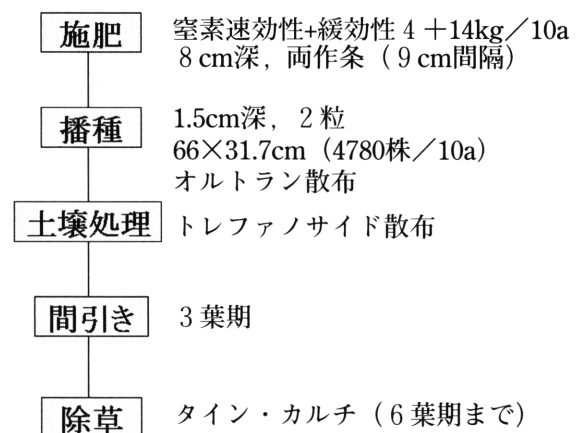 施肥 窒素速効性+緩効性4+14kg/10a
8cm深,両作条(9cm間隔)
播種 1.5cm深,2粒
66×31.7cm(4780株/10a)
オルトラン散布
土壌処理 トレファノサイド散布
間引き 3葉期
除草 タイン・カルチ(6葉期まで)